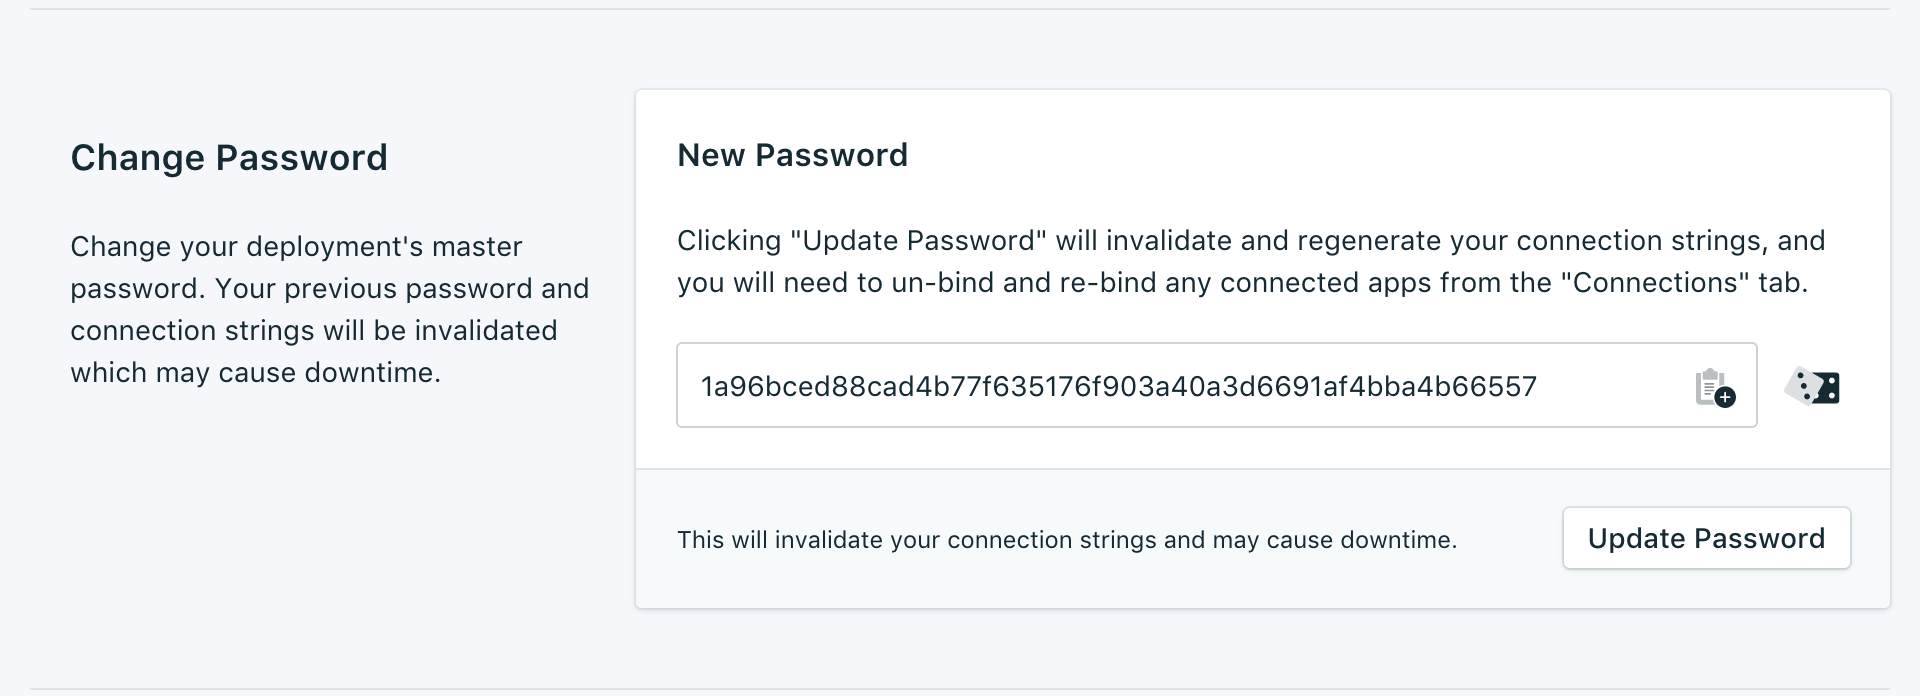 Change Password
Change your deployment's master
password. Your previous password and
connection strings will be invalidated
which may cause downtime.
New Password
Clicking "Update Password" will invalidate and regenerate your connection strings, and
you will need to un-bind and re-bind any connected apps from the "Connections" tab.
1a96bced88cad4b77f635176f903a40a3d6691af4bba4b66557
This will invalidate your connection strings and may cause downtime.
Update Password